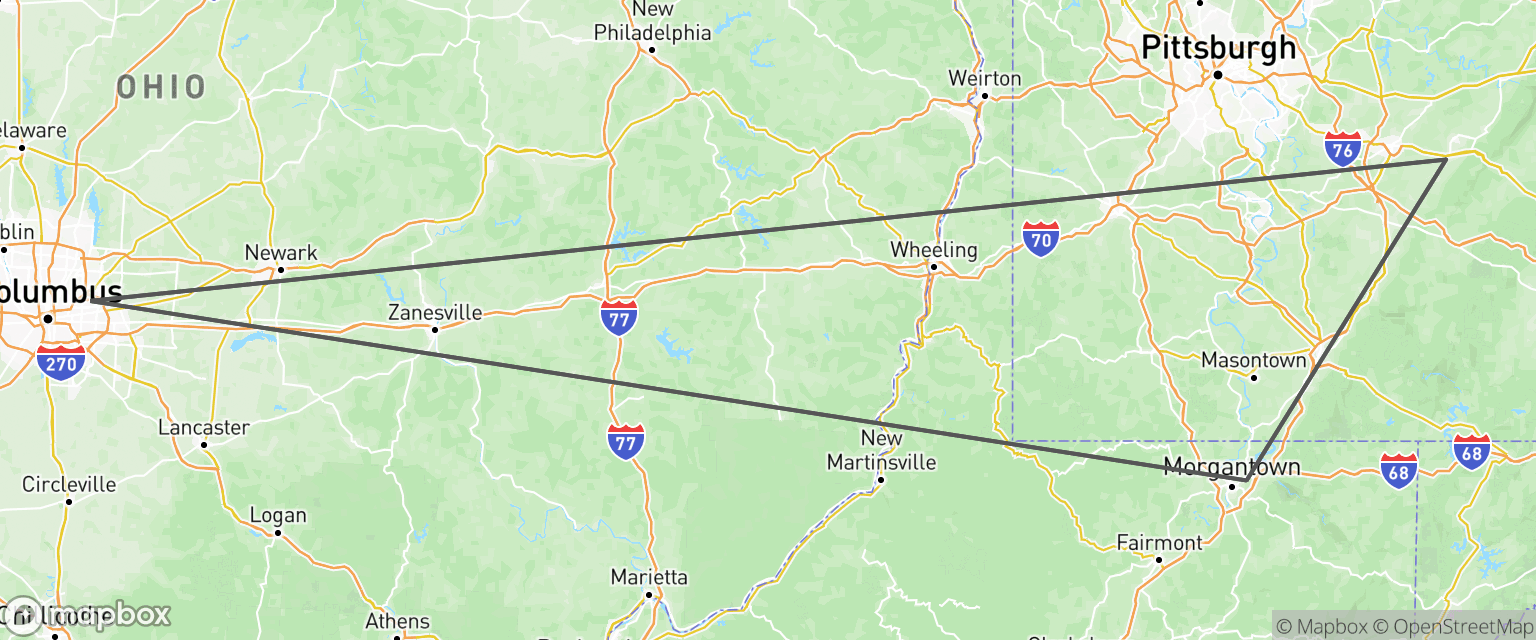 New
Philadelphia
Pittsburgh
Weirton
OHIO
elaware
76
blin
Newark
Wheeling
70
olumbus
Zanesville
77
270
Masontown
Lancaster
77
New
Martinsville
68
68
Morgantown
Circleville
Logan
Fairmont
Marietta
mapbox
Athens
© Mapbox © OpenStreetMap